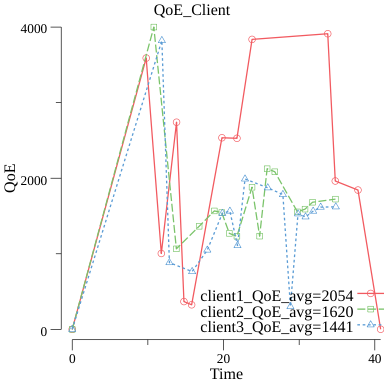 QoE_Client
4000
2000
0
QoE
client1_QoE_avg=2054
client2_QoE_avg=1620
client3_QoE_avg=1441
0
20
40
Time